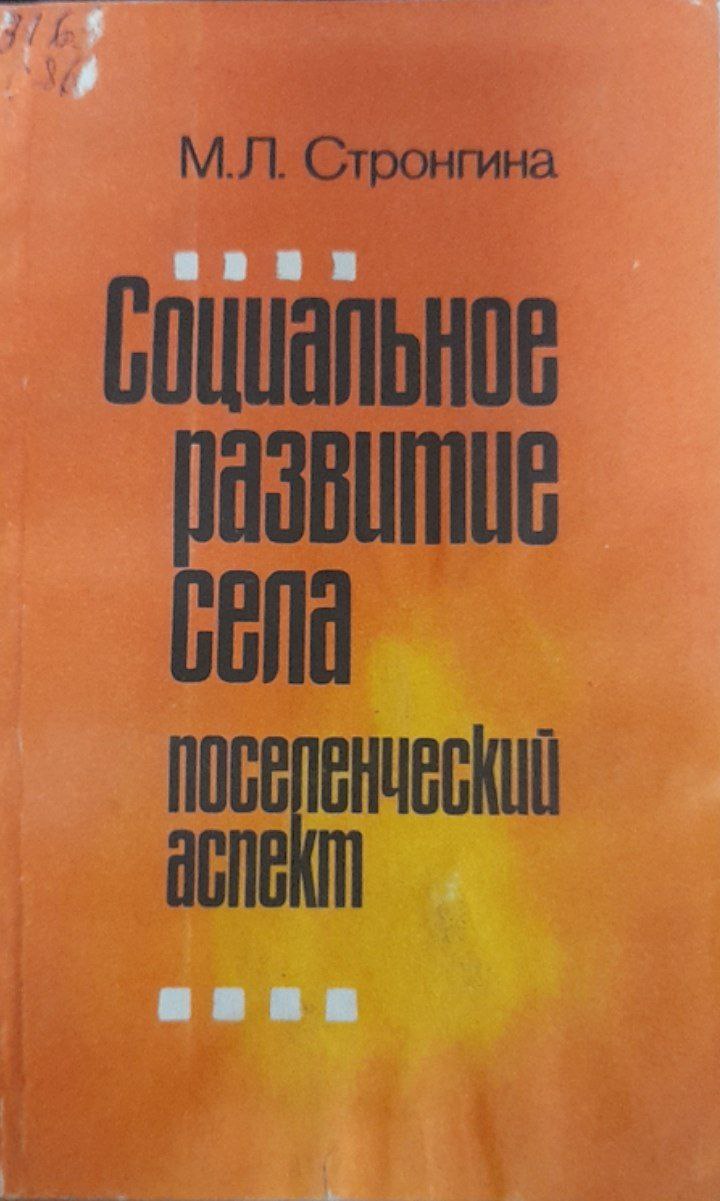 М.Л. Стронгина
Социальное
развитие
села
поселенческий
аспект